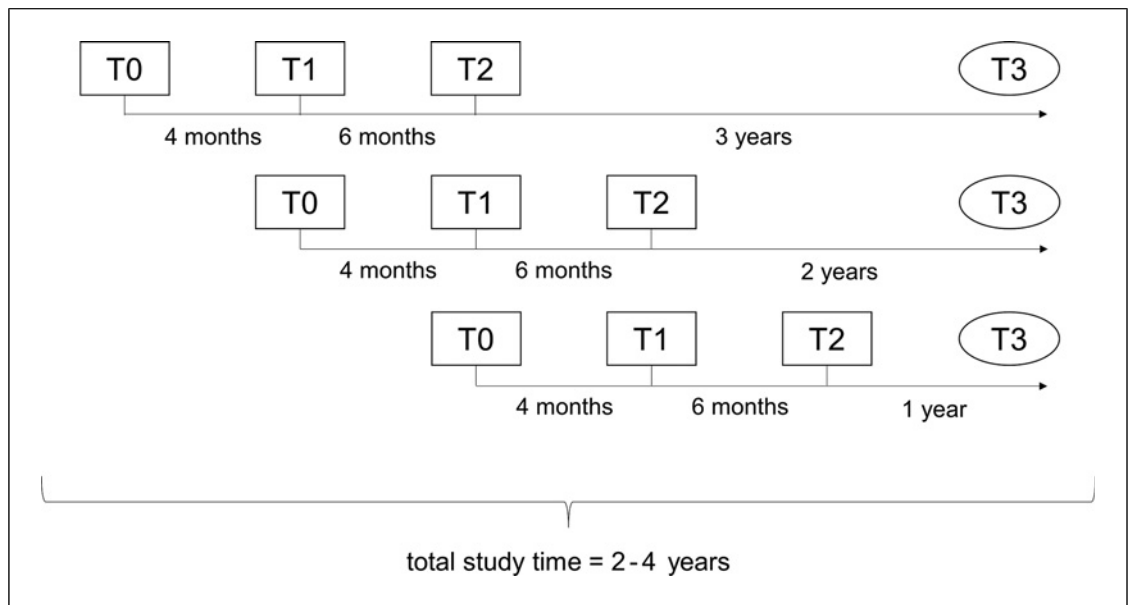 T0 T1 T2 T3
4 months 6 months 3 years
T0 T1 T2 T3
4 months 6 months 2 years
T0 T1 T2 T3
4 months 6 months 1 year
total study time = 2-4 years